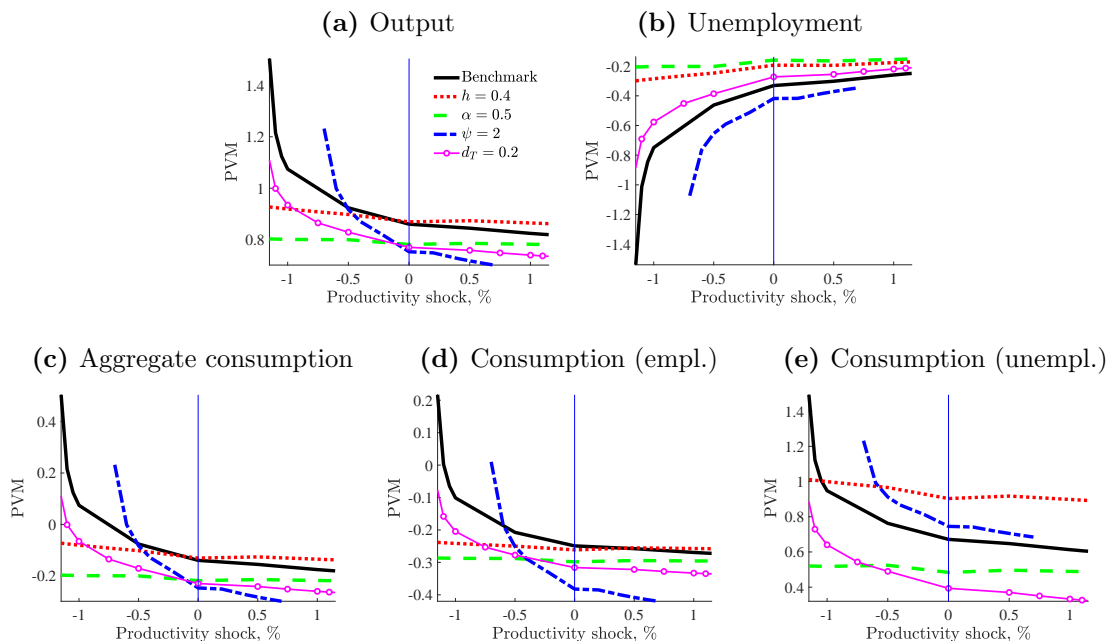 (a) Output
(b) Unemployment
PVM
1.4
1.2
1
0.8
-1
-0.5
0
0.5
1
Productivity shock, %
Benchmark
h = 0.4
α = 0.5
ψ = 2
d_T = 0.2
PVM
-0.2
-0.4
-0.6
-0.8
-1
-1.2
-1.4
-1
-0.5
0
0.5
1
Productivity shock, %
(c) Aggregate consumption
(d) Consumption (empl.)
(e) Consumption (unempl.)
PVM
0.4
0.2
0
-0.2
-1
-0.5
0
0.5
1
Productivity shock, %
PVM
0.2
0.1
0
-0.1
-0.2
-0.3
-0.4
-1
-0.5
0
0.5
1
Productivity shock, %
PVM
1.4
1.2
1
0.8
0.6
0.4
-1
-0.5
0
0.5
1
Productivity shock, %